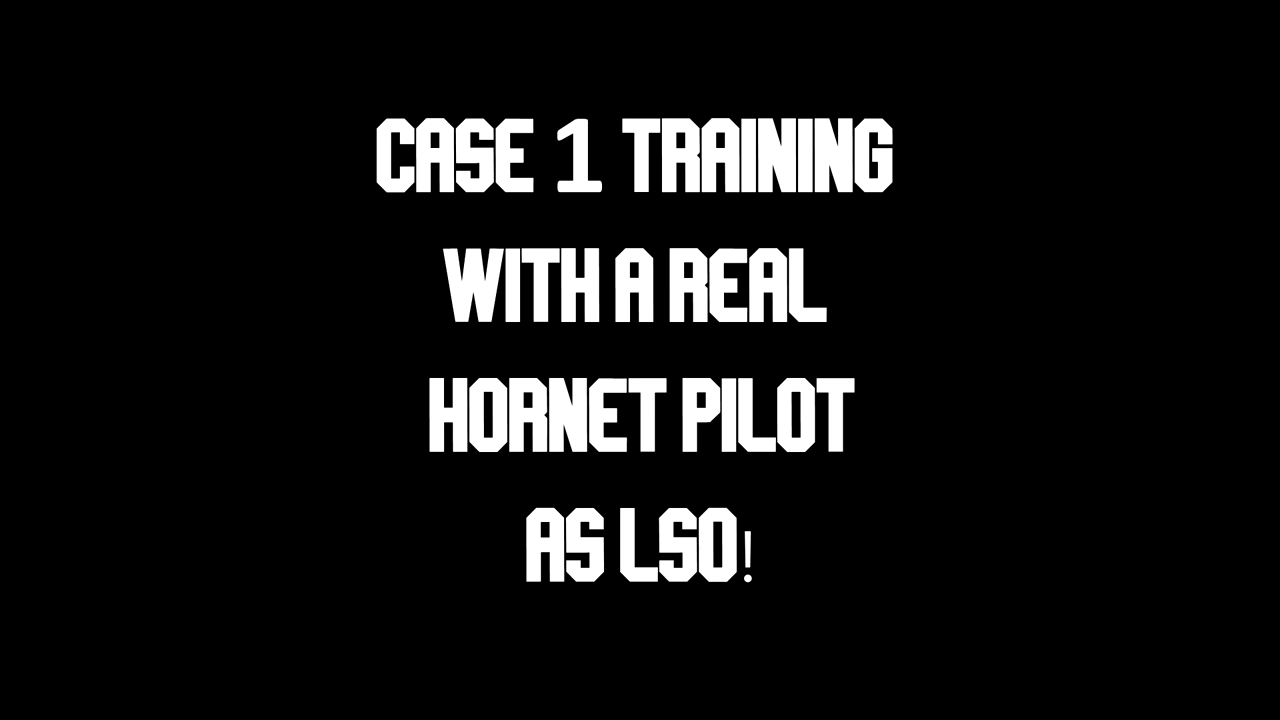 CASE 1 TRAINING
WITH A REAL
HORNET PILOT
AS LSO!